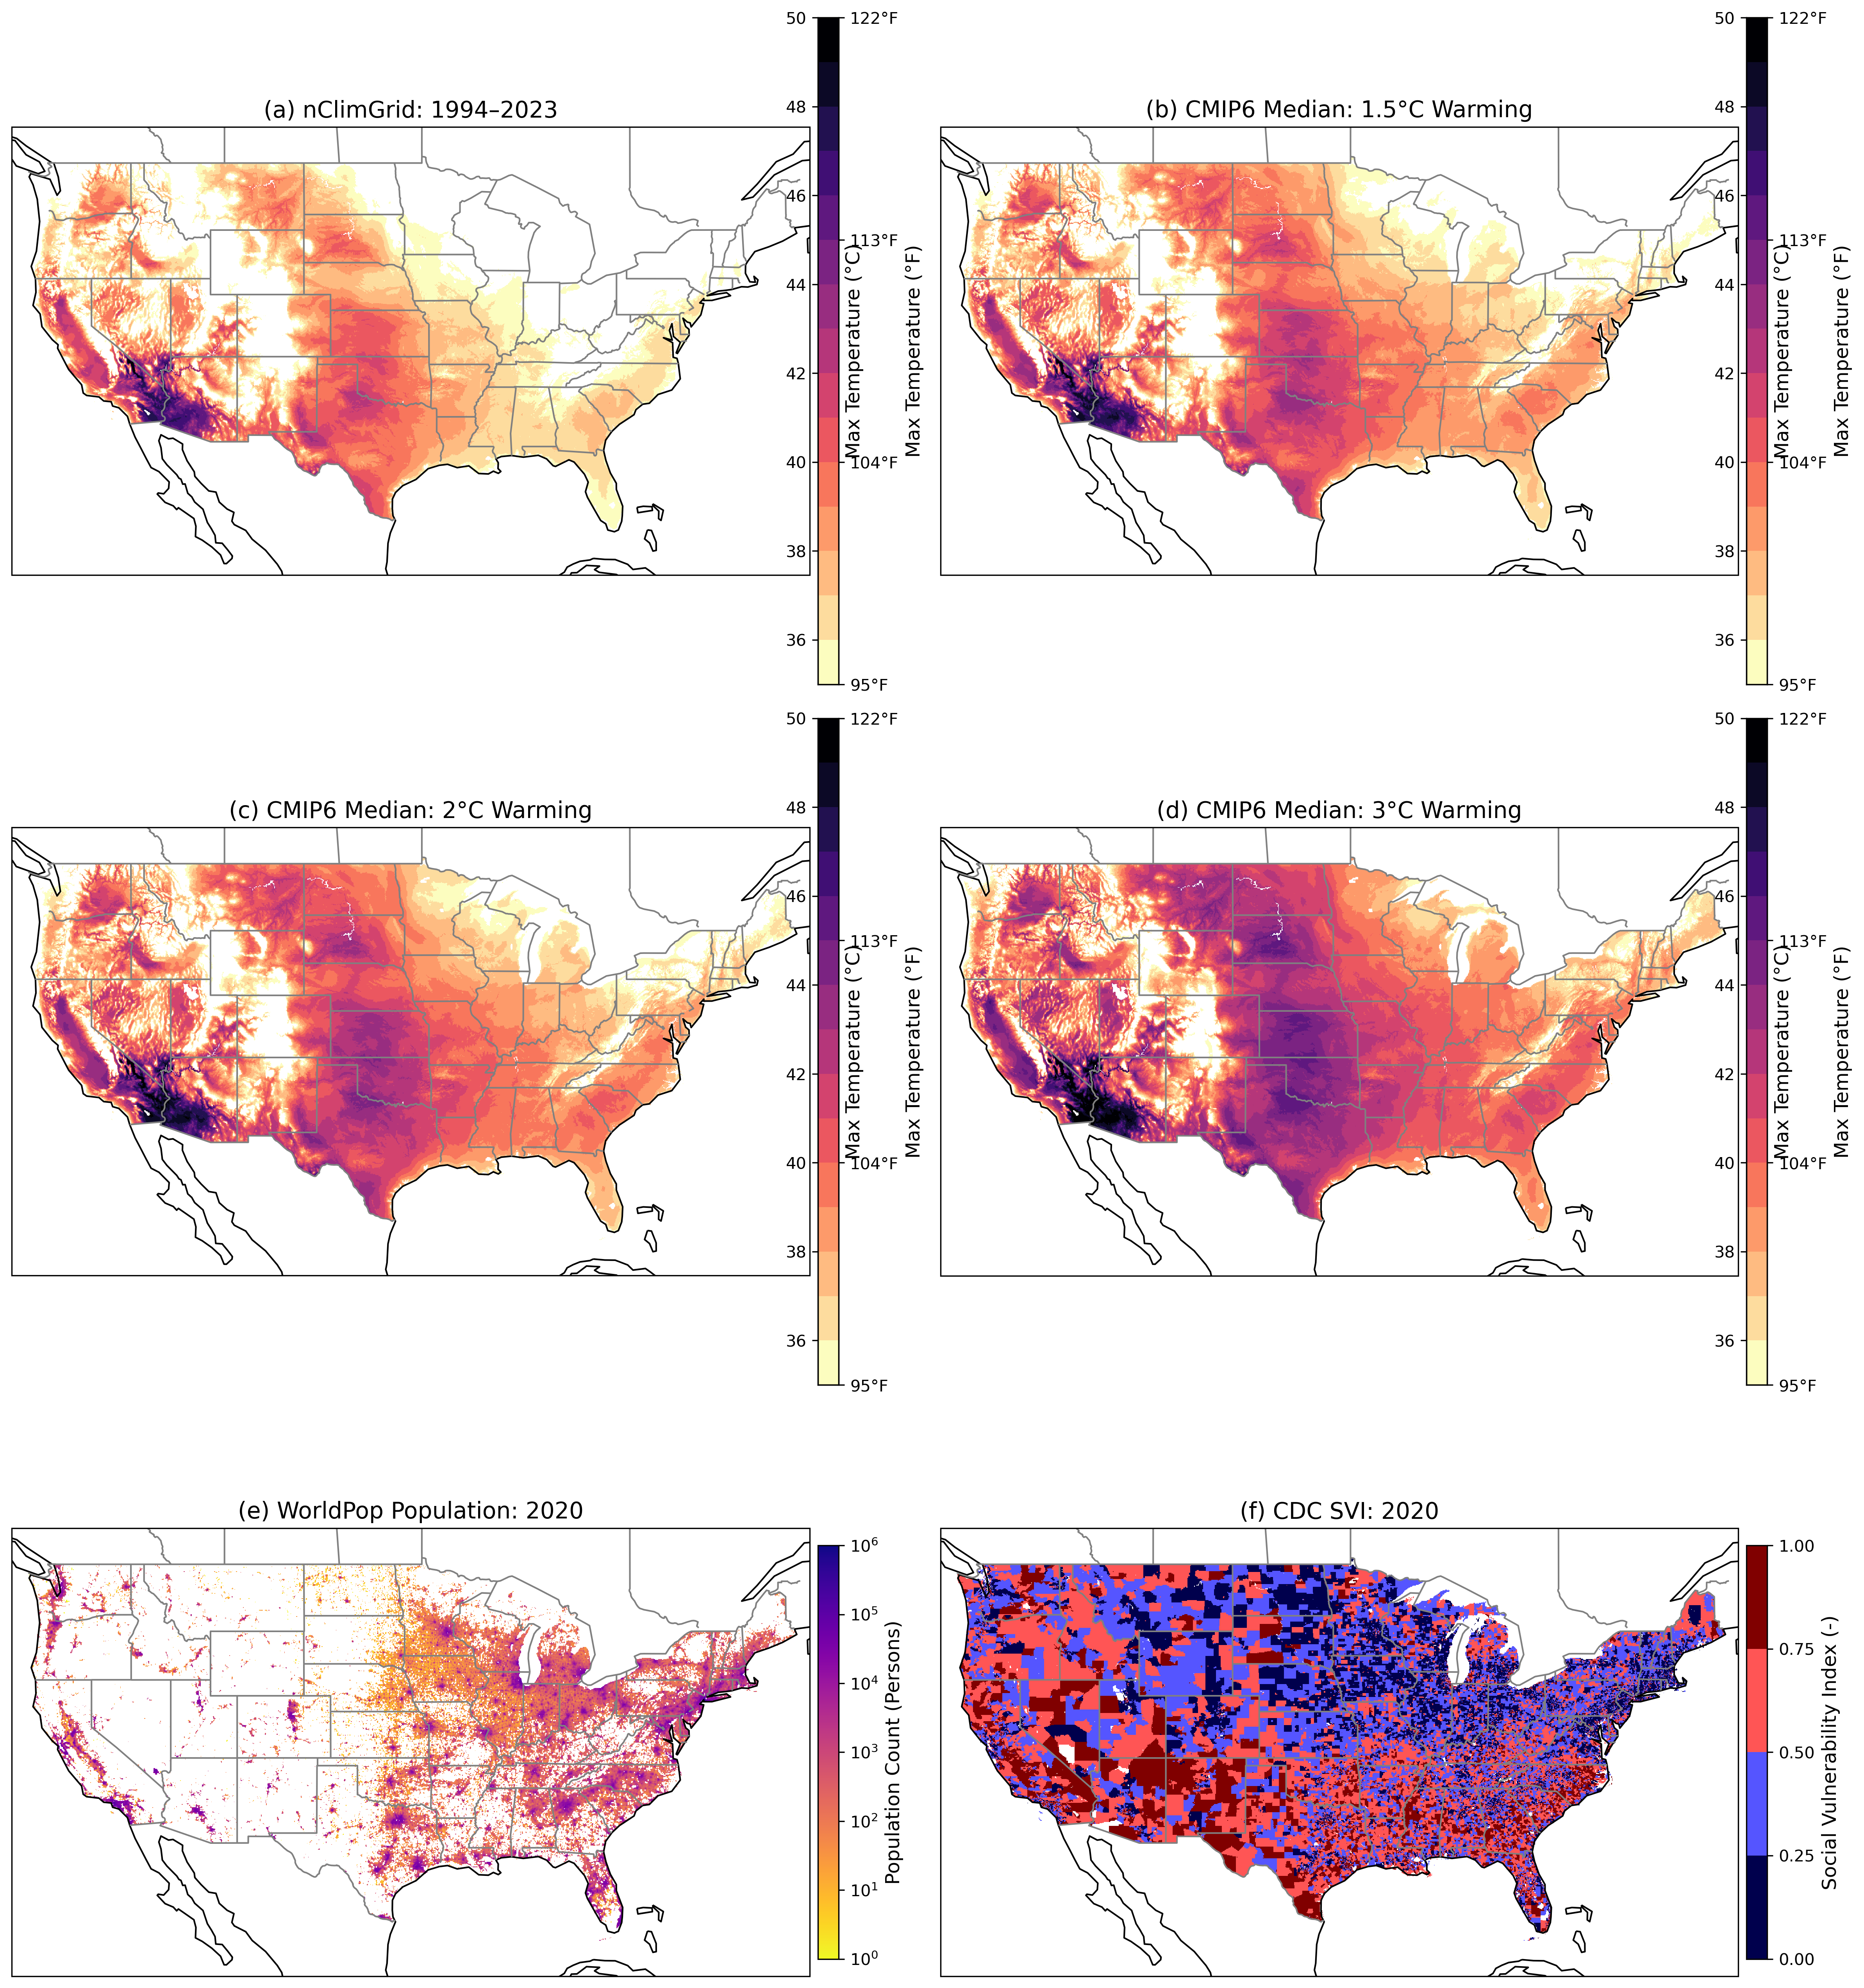 (a) nClimGrid: 1994–2023
50
48
46
44
42
40
38
36
122°F
113°F
104°F
95°F
Max Temperature (°C)
Max Temperature (°F)
(b) CMIP6 Median: 1.5°C Warming
50
48
46
44
42
40
38
36
122°F
113°F
104°F
95°F
Max Temperature (°C)
Max Temperature (°F)
(c) CMIP6 Median: 2°C Warming
50
48
46
44
42
40
38
36
122°F
113°F
104°F
95°F
Max Temperature (°C)
Max Temperature (°F)
(d) CMIP6 Median: 3°C Warming
50
48
46
44
42
40
38
36
122°F
113°F
104°F
95°F
Max Temperature (°C)
Max Temperature (°F)
(e) WorldPop Population: 2020
10⁶
10⁵
10⁴
10³
10²
10¹
10⁰
Population Count (Persons)
(f) CDC SVI: 2020
1.00
0.75
0.50
0.25
0.00
Social Vulnerability Index (-)